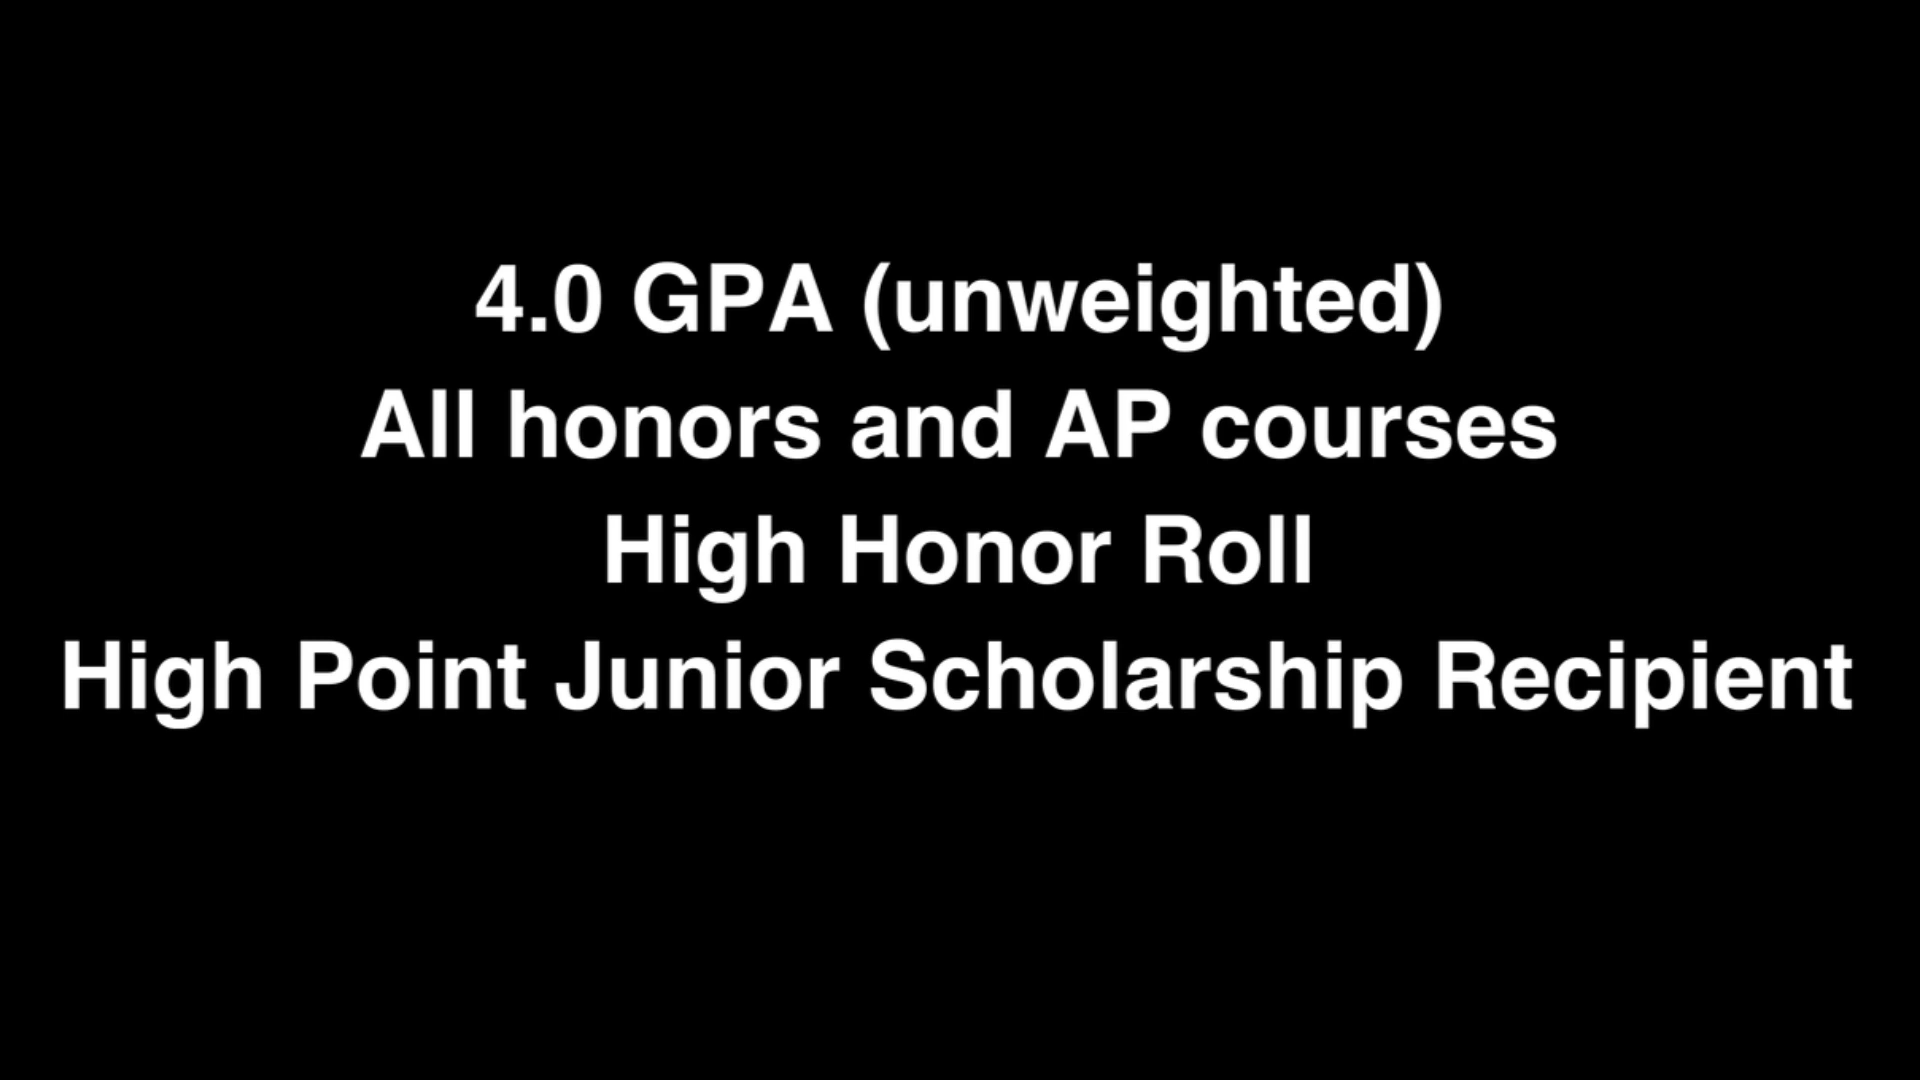 4.0 GPA (unweighted)
All honors and AP courses
High Honor Roll
High Point Junior Scholarship Recipient